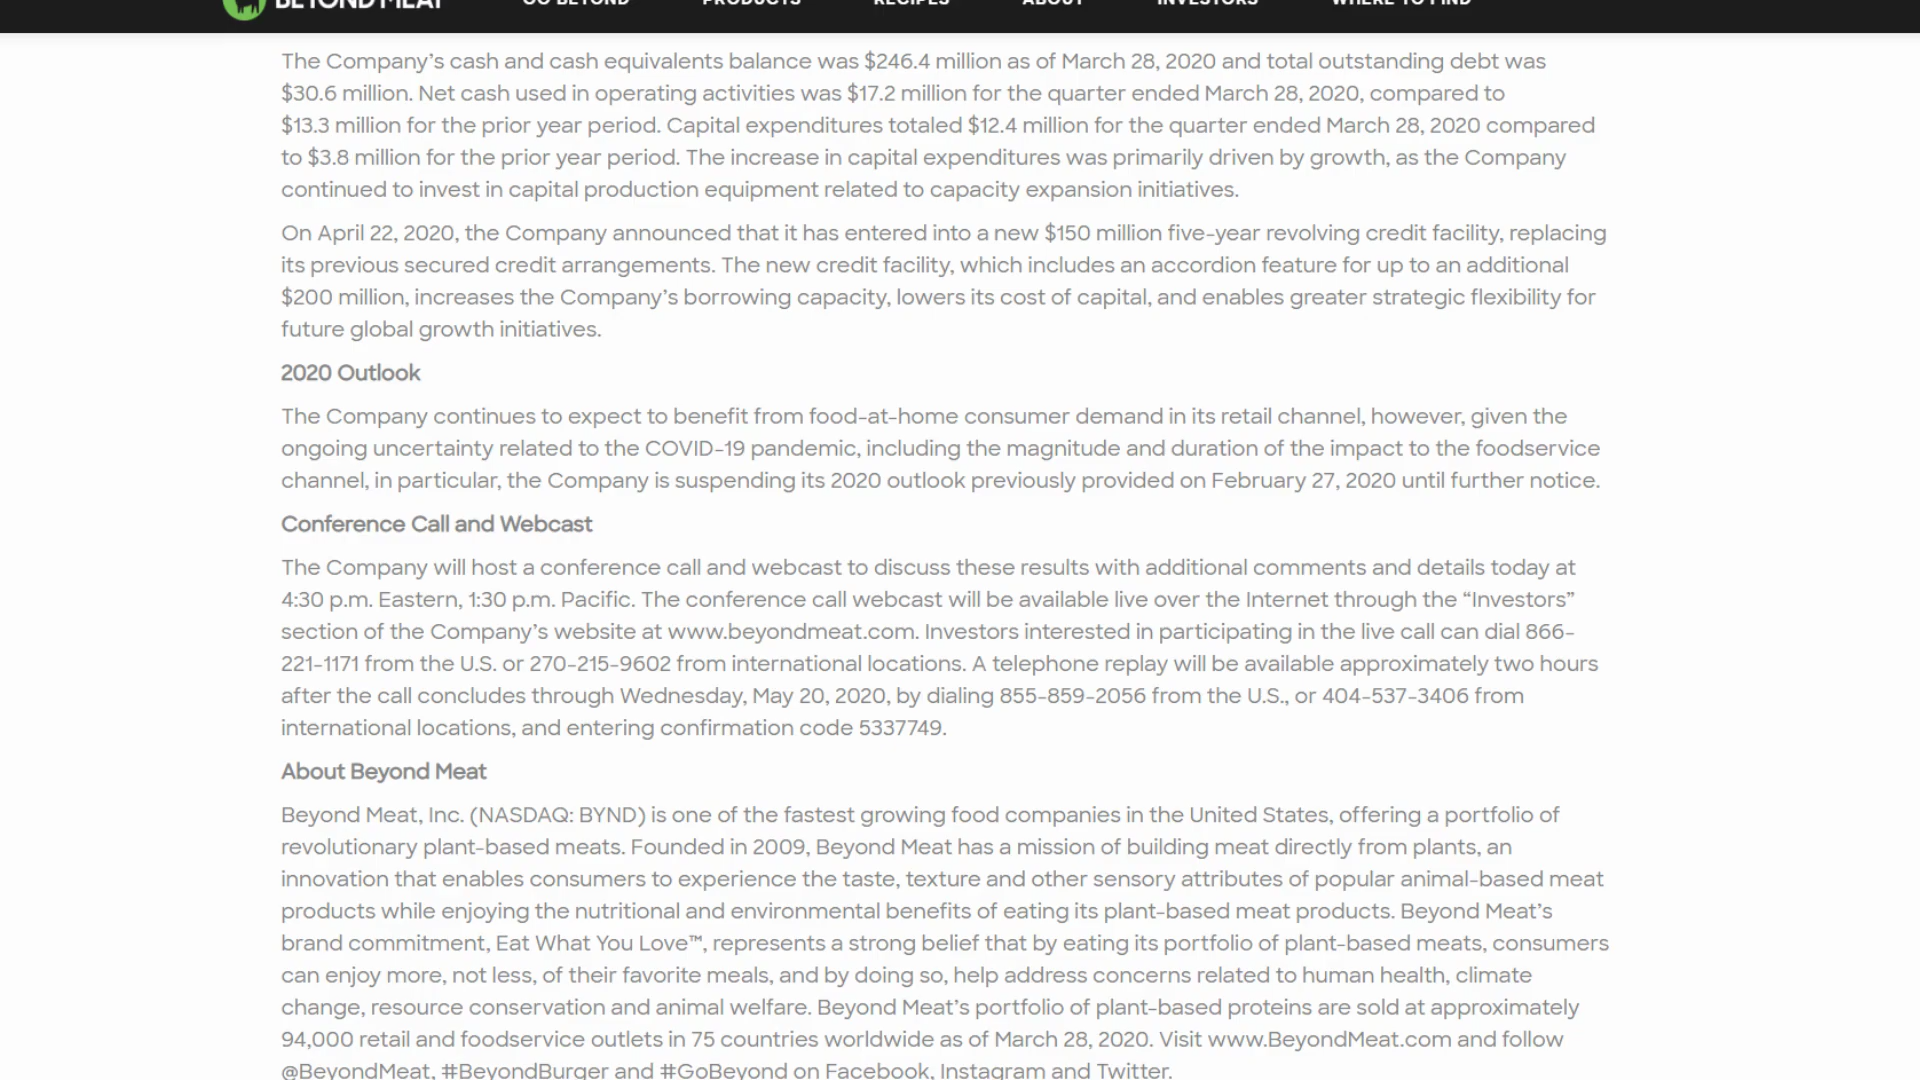 BEYOND MEAT GO BEYOND PRODUCTS RECIPES ABOUT INVESTORS WHERE TO FIND
The Company’s cash and cash equivalents balance was $246.4 million as of March 28, 2020 and total outstanding debt was
$30.6 million. Net cash used in operating activities was $17.2 million for the quarter ended March 28, 2020, compared to
$13.3 million for the prior year period. Capital expenditures totaled $12.4 million for the quarter ended March 28, 2020 compared
to $3.8 million for the prior year period. The increase in capital expenditures was primarily driven by growth, as the Company
continued to invest in capital production equipment related to capacity expansion initiatives.
On April 22, 2020, the Company announced that it has entered into a new $150 million five-year revolving credit facility, replacing
its previous secured credit arrangements. The new credit facility, which includes an accordion feature for up to an additional
$200 million, increases the Company’s borrowing capacity, lowers its cost of capital, and enables greater strategic flexibility for
future global growth initiatives.
2020 Outlook
The Company continues to expect to benefit from food-at-home consumer demand in its retail channel, however, given the
ongoing uncertainty related to the COVID-19 pandemic, including the magnitude and duration of the impact to the foodservice
channel, in particular, the Company is suspending its 2020 outlook previously provided on February 27, 2020 until further notice.
Conference Call and Webcast
The Company will host a conference call and webcast to discuss these results with additional comments and details today at
4:30 p.m. Eastern, 1:30 p.m. Pacific. The conference call webcast will be available live over the Internet through the “Investors”
section of the Company’s website at www.beyondmeat.com. Investors interested in participating in the live call can dial 866-
221-1171 from the U.S. or 270-215-9602 from international locations. A telephone replay will be available approximately two hours
after the call concludes through Wednesday, May 20, 2020, by dialing 855-859-2056 from the U.S., or 404-537-3406 from
international locations, and entering confirmation code 5337749.
About Beyond Meat
Beyond Meat, Inc. (NASDAQ: BYND) is one of the fastest growing food companies in the United States, offering a portfolio of
revolutionary plant-based meats. Founded in 2009, Beyond Meat has a mission of building meat directly from plants, an
innovation that enables consumers to experience the taste, texture and other sensory attributes of popular animal-based meat
products while enjoying the nutritional and environmental benefits of eating its plant-based meat products. Beyond Meat’s
brand commitment, Eat What You Love™, represents a strong belief that by eating its portfolio of plant-based meats, consumers
can enjoy more, not less, of their favorite meals, and by doing so, help address concerns related to human health, climate
change, resource conservation and animal welfare. Beyond Meat’s portfolio of plant-based proteins are sold at approximately
94,000 retail and foodservice outlets in 75 countries worldwide as of March 28, 2020. Visit www.BeyondMeat.com and follow
@BeyondMeat, #BeyondBurger and #GoBeyond on Facebook, Instagram and Twitter.